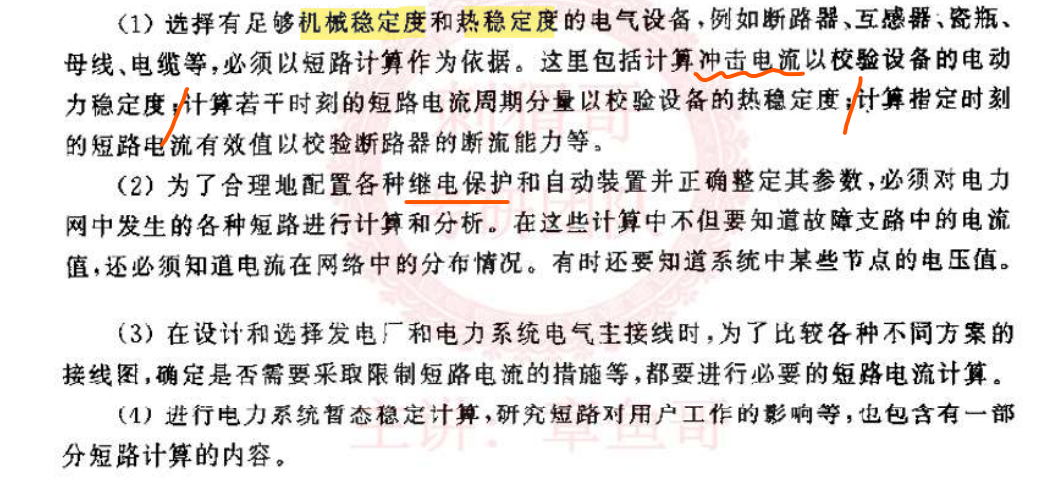 (1) 选择有足够机械稳定度和热稳定度的电气设备,例如断路器、互感器、瓷瓶、
母线、电缆等,必须以短路计算作为依据。这里包括计算冲击电流以校验设备的电动
力稳定度;计算若干时刻的短路电流周期分量以校验设备的热稳定度;计算指定时刻
的短路电流有效值以校验断路器的断流能力等。
(2) 为了合理地配置各种继电保护和自动装置并正确整定其参数,必须对电力
网中发生的各种短路进行计算和分析。在这些计算中不但要知道故障支路中的电流
值,还必须知道电流在网络中的分布情况。有时还要知道系统中某些节点的电压值。
(3) 在设计和选择发电厂和电力系统电气主接线时,为了比较各种不同方案的
接线图,确定是否需要采取限制短路电流的措施等,都要进行必要的短路电流计算。
(4) 进行电力系统暂态稳定计算,研究短路对用户工作的影响等,也包含有一部
分短路计算的内容。
主讲:章鱼哥